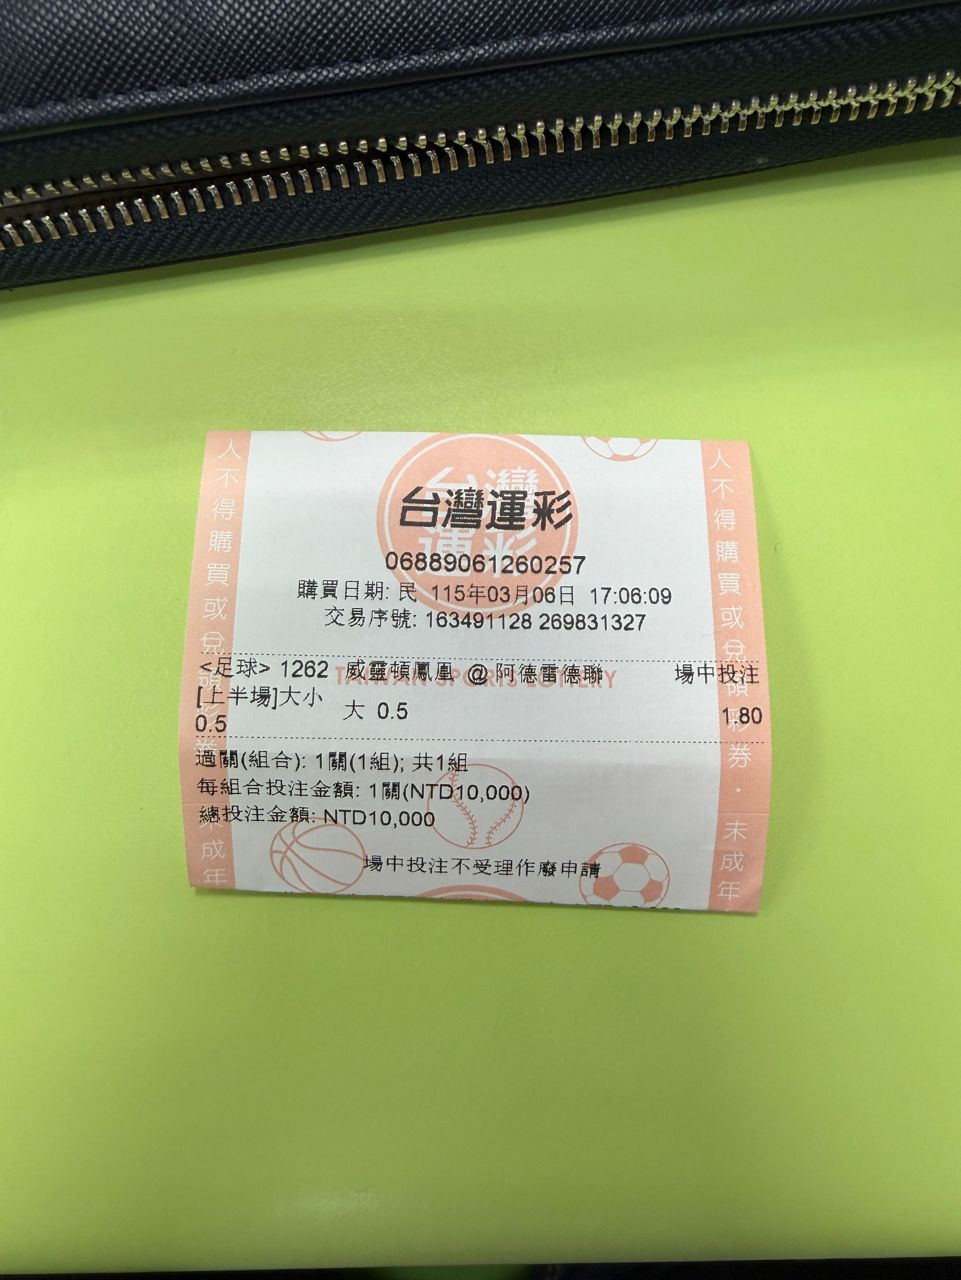 台灣運彩
06889061260257
購買日期: 民 115年03月06日 17:06:09
交易序號: 163491128 269831327
<足球> 1262 威靈頓鳳凰 @ 阿德雷德聯 場中投注
TAIWAN SPORTS LOTTERY
[上半場]大小 大 0.5 1.80
0.5
過關(組合): 1關(1組); 共1組
每組合投注金額: 1關(NTD10,000)
總投注金額: NTD10,000
場中投注不受理作廢申請
人不得購買或兌領彩券・未成年
人不得購買或兌領彩券・未成年